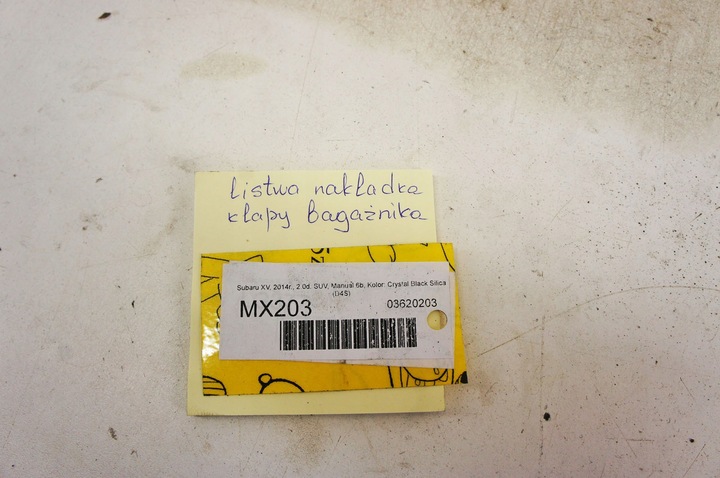 listwa nakładka
klapy bagażnika
Subaru XV, 2014r., 2.0d, SUV, Manual 6b, Kolor: Crystal Black Silica
(D4S)
MX203
03620203